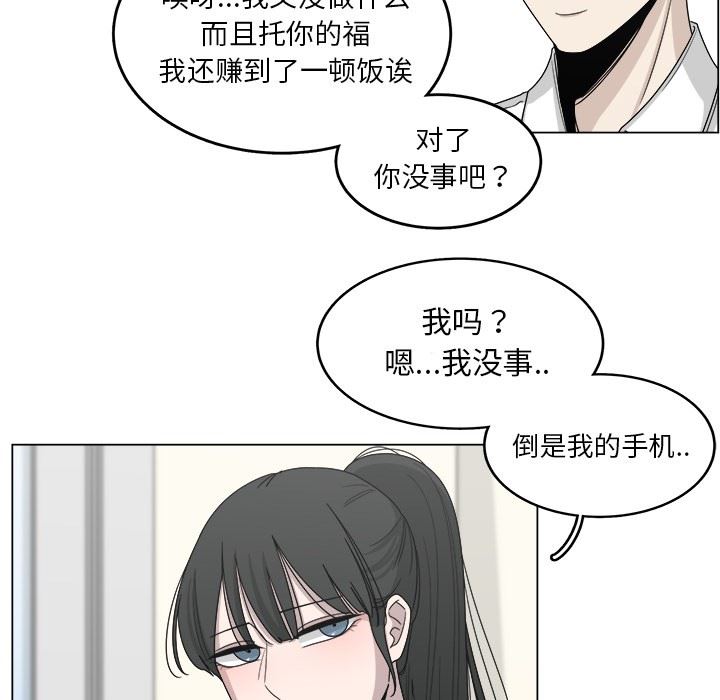 而且托你的福
我还赚到了一顿饭诶
对了
你没事吧？
我吗？
嗯...我没事..
倒是我的手机..